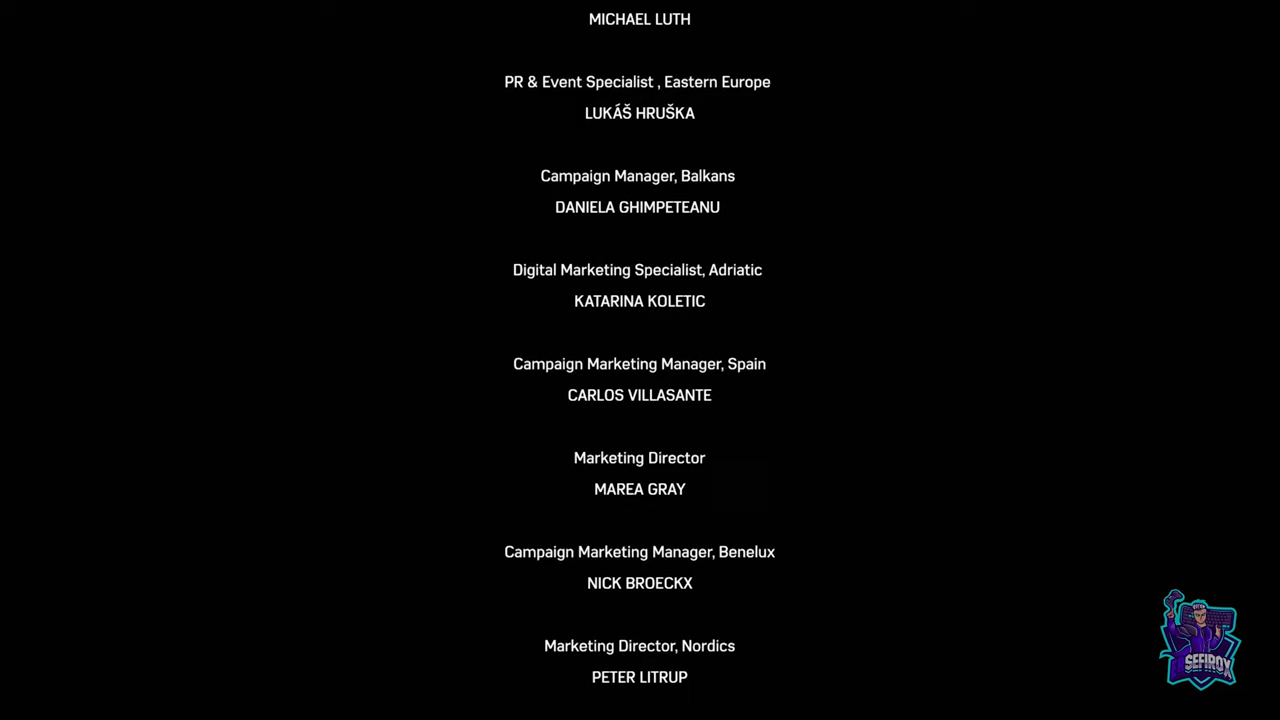 MICHAEL LUTH
PR & Event Specialist , Eastern Europe
LUKÁŠ HRUŠKA
Campaign Manager, Balkans
DANIELA GHIMPETEANU
Digital Marketing Specialist, Adriatic
KATARINA KOLETIC
Campaign Marketing Manager, Spain
CARLOS VILLASANTE
Marketing Director
MAREA GRAY
Campaign Marketing Manager, Benelux
NICK BROECKX
Marketing Director, Nordics
PETER LITRUP
SEFIROX